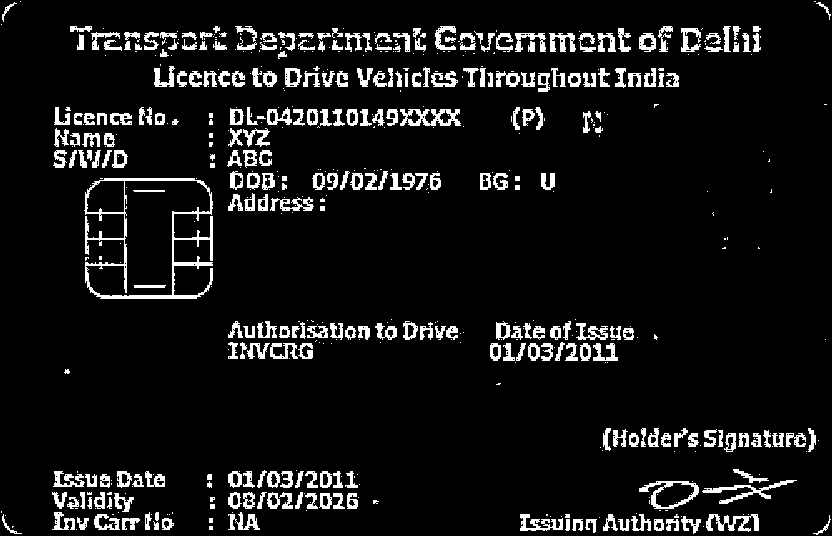 Transport Department Government of Delhi
Licence to Drive Vehicles Throughout India
Licence No. : DL-0420110149XXXX (P) N
Name : XYZ
S/W/D : ABC
DOB: 09/02/1976 BG: U
Address:
Authorisation to Drive Date of Issue
INVCRG 01/03/2011
(Holder's Signature)
Issue Date : 01/03/2011
Validity : 08/02/2026
Inv Carr No : NA
Issuing Authority (WZ)